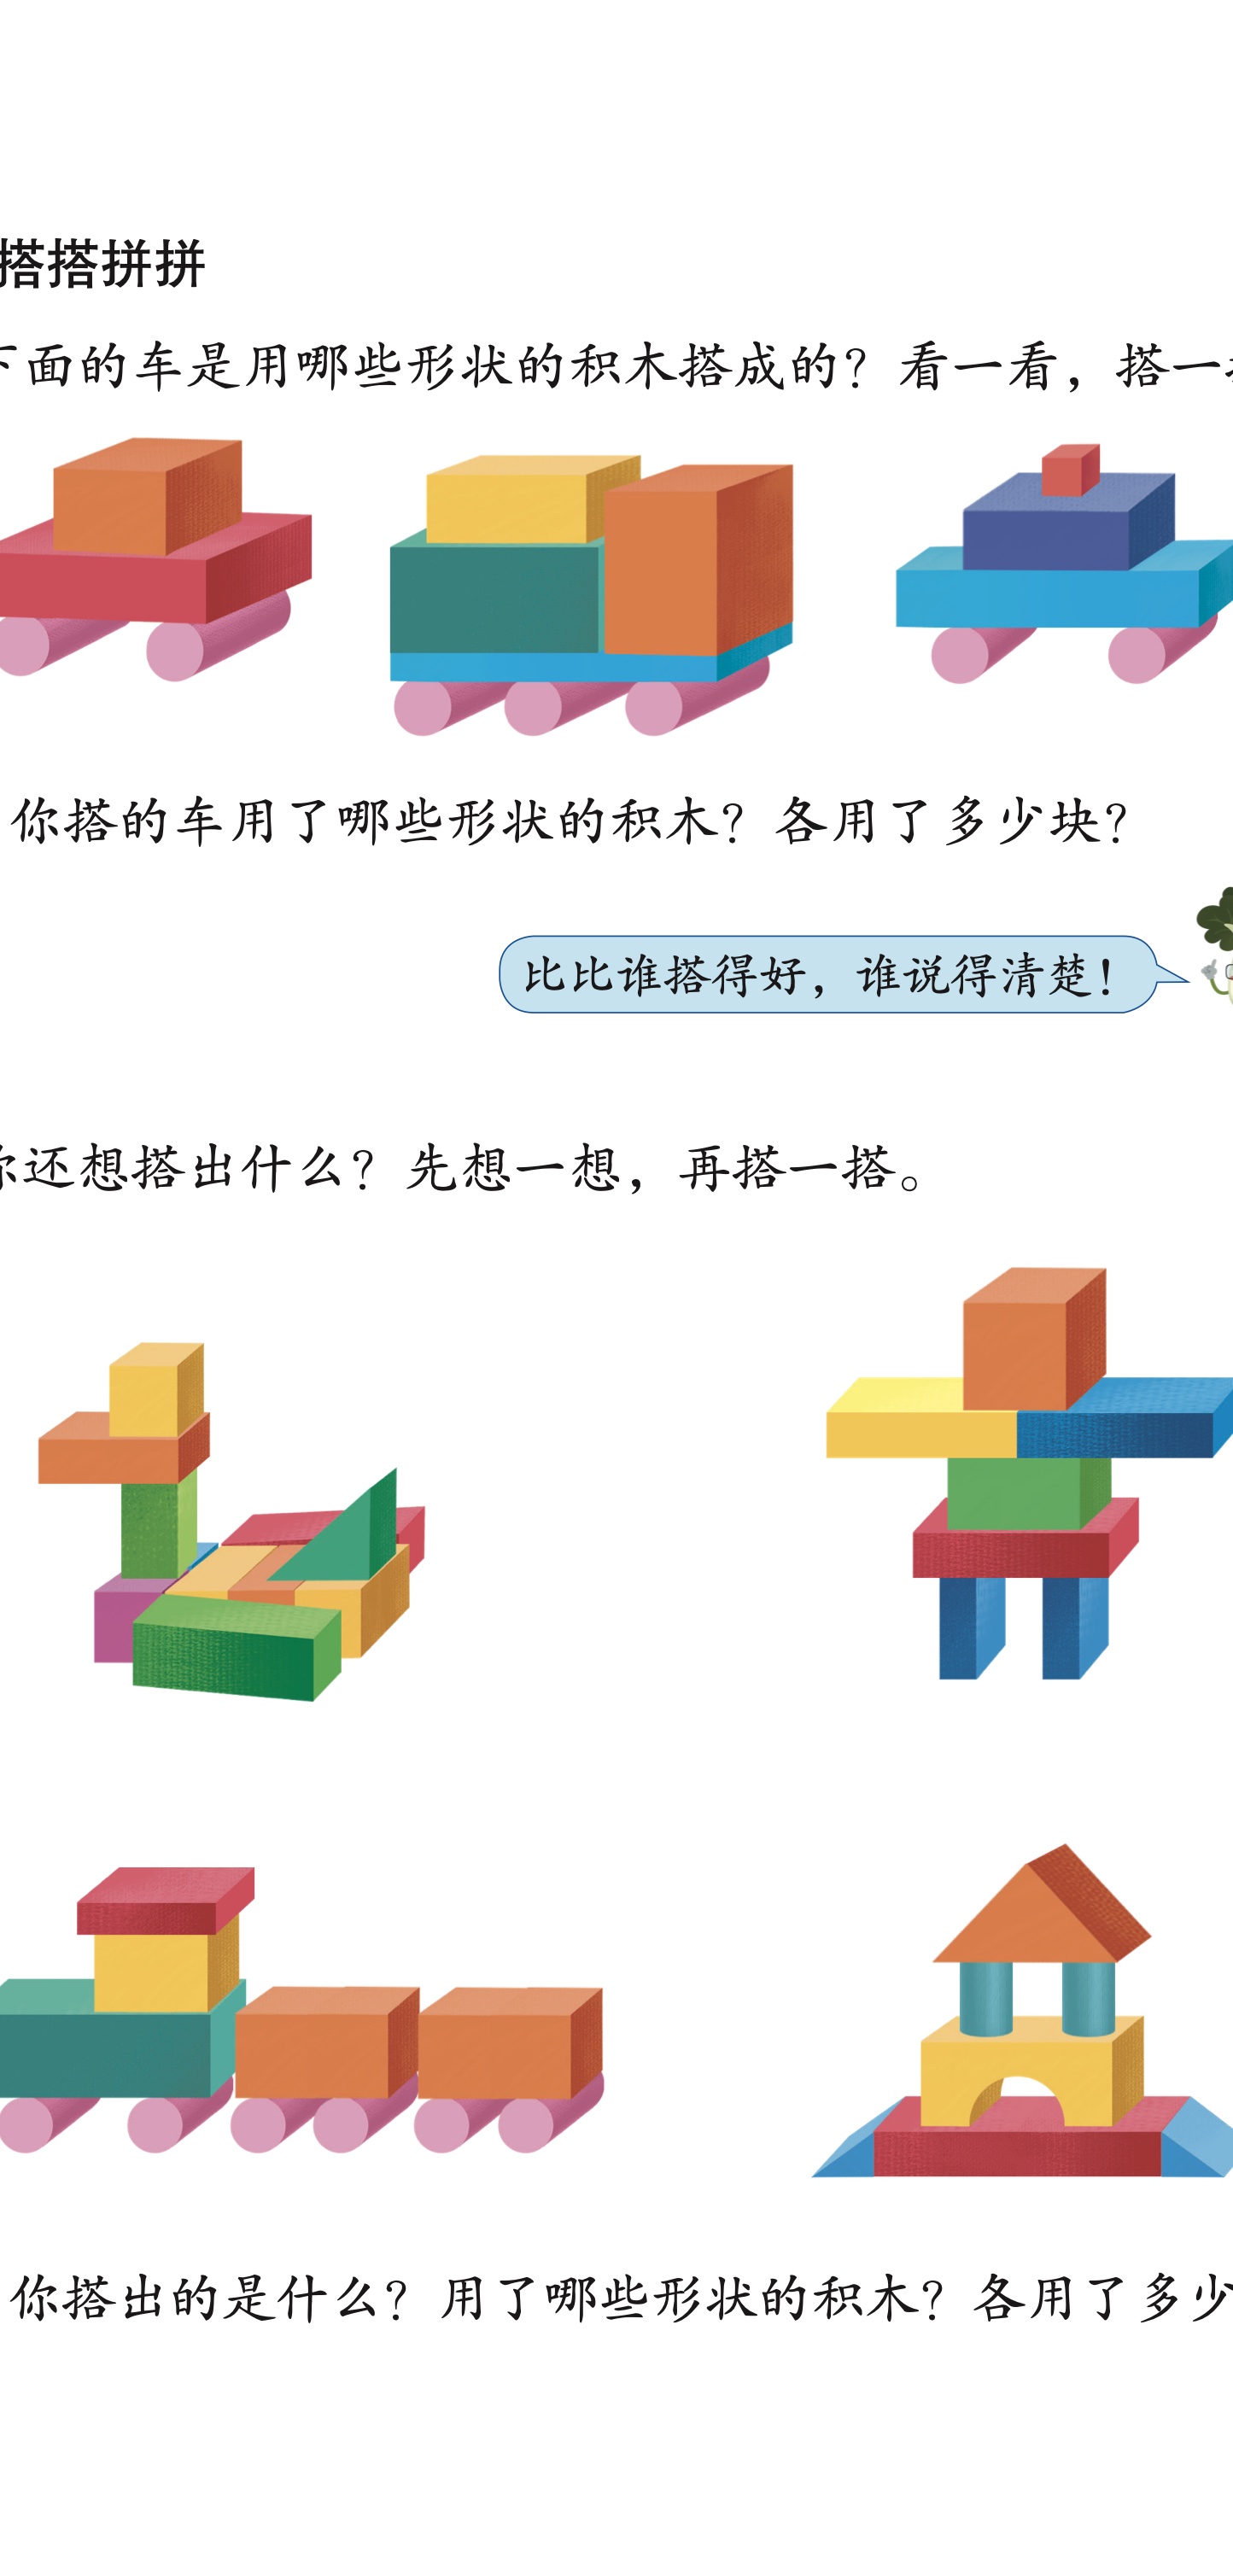 搭搭拼拼
下面的车是用哪些形状的积木搭成的？看一看，搭一
你搭的车用了哪些形状的积木？各用了多少块？
比比谁搭得好，谁说得清楚！
你还想搭出什么？先想一想，再搭一搭。
你搭出的是什么？用了哪些形状的积木？各用了多少